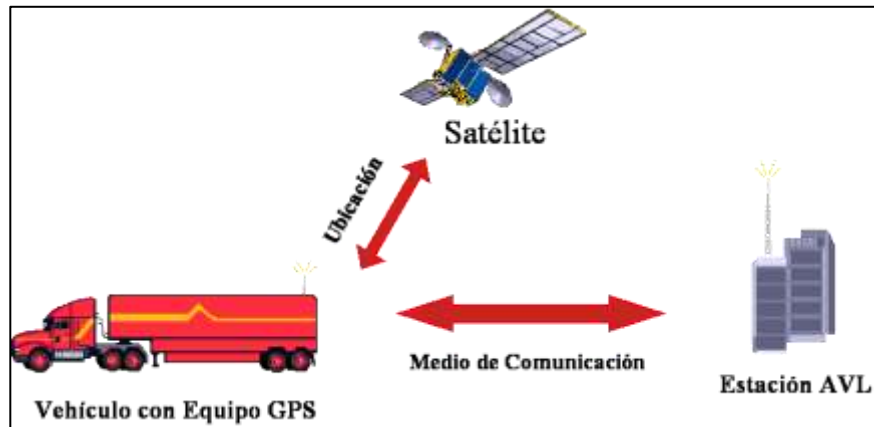 Satélite
Ubicación
Medio de Comunicación
Vehículo con Equipo GPS
Estación AVL